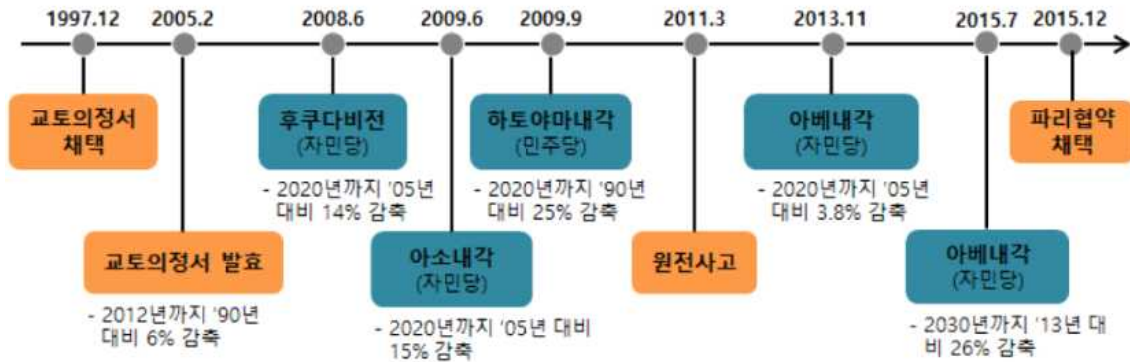 1997.12 2005.2 2008.6 2009.6 2009.9 2011.3 2013.11 2015.7 2015.12
교토의정서
채택
후쿠다비전
(자민당)
- 2020년까지 '05년
대비 14% 감축
하토야마내각
(민주당)
- 2020년까지 '90년
대비 25% 감축
아베내각
(자민당)
- 2020년까지 '05년
대비 3.8% 감축
파리협약
채택
교토의정서 발효
- 2012년까지 '90년
대비 6% 감축
아소내각
(자민당)
- 2020년까지 '05년 대비
15% 감축
원전사고
아베내각
(자민당)
- 2030년까지 '13년 대
비 26% 감축